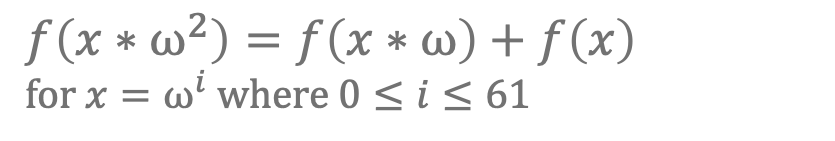 f(x * ω²) = f(x * ω) + f(x)
for x = ωⁱ where 0 ≤ i ≤ 61